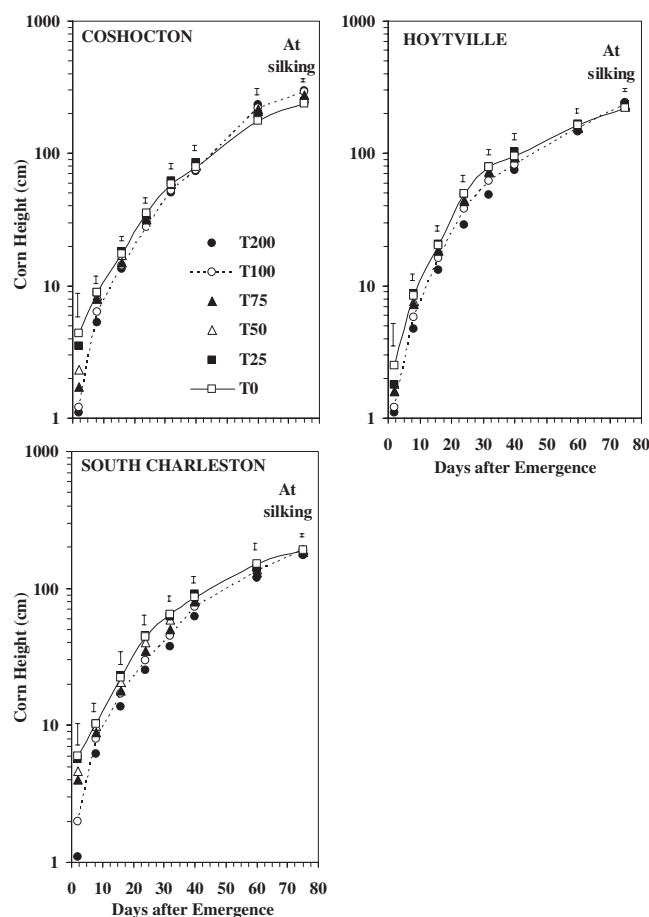 COSHOCTON
At
silking
1000
100
10
1
Corn Height (cm)
T200
T100
T75
T50
T25
T0
HOYTVILLE
At
silking
1000
100
10
1
0 10 20 30 40 50 60 70 80
Days after Emergence
SOUTH CHARLESTON
At
silking
1000
100
10
1
Corn Height (cm)
0 10 20 30 40 50 60 70 80
Days after Emergence